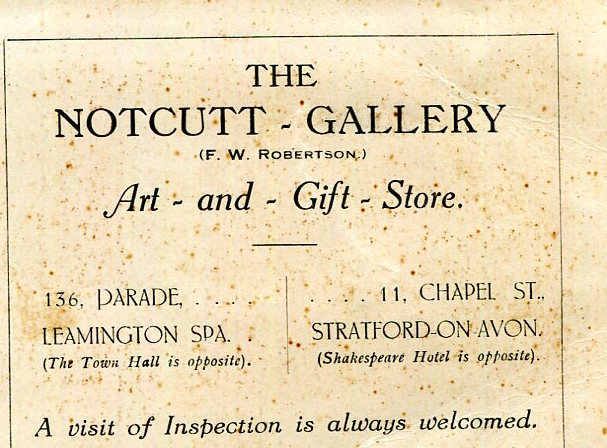 THE
NOTCUTT - GALLERY
(F. W. ROBERTSON.)
Art - and - Gift - Store.
136, PARADE, . . . .
LEAMINGTON SPA.
(The Town Hall is opposite).
. . . . 11, CHAPEL ST.,
STRATFORD-ON-AVON.
(Shakespeare Hotel is opposite).
A visit of Inspection is always welcomed.